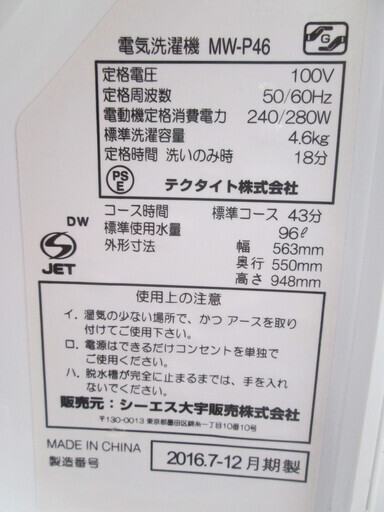 電気洗濯機 MW-P46
G
定格電圧 100V
定格周波数 50/60Hz
電動機定格消費電力 240/280W
標準洗濯容量 4.6kg
定格時間 洗いのみ時 18分
PS
E
テクタイト株式会社
DW
コース時間 標準コース 43分
標準使用水量 96ℓ
外形寸法 幅 563mm
奥行 550mm
高さ 948mm
S
JET
使用上の注意
イ. 湿気の少ない場所で、かつ アースを取り
付けてご使用下さい。
ロ. 電源はできるだけコンセントを単独で
ご使用ください。
ハ. 脱水槽が完全に止まるまでは、手を入
れないでください。
販売元：シーエス大宇販売株式会社
〒130-0013 東京都墨田区錦糸一丁目10番10号
MADE IN CHINA
製造番号
2016.7-12月期製